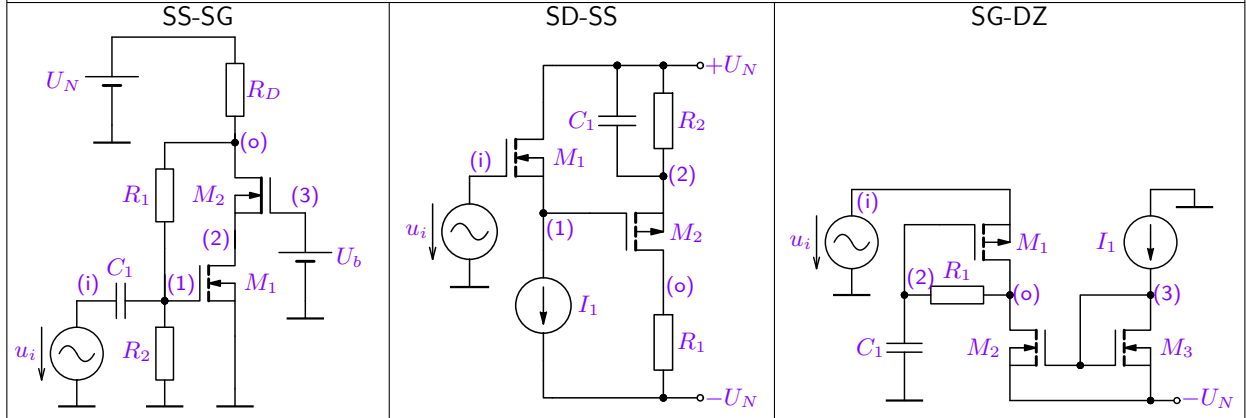 SS-SG
U_N
R_D
(o)
R_1
M_2
(3)
(2)
U_b
C_1
(i)
(1)
M_1
u_i
R_2
SD-SS
+U_N
C_1
R_2
(i)
M_1
(2)
u_i
(1)
M_2
(o)
I_1
R_1
-U_N
SG-DZ
(i)
u_i
M_1
I_1
(2)
R_1
(o)
(3)
C_1
M_2
M_3
-U_N